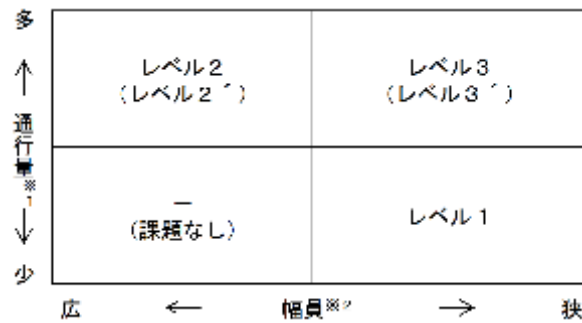 多
↑
通行量※1
↓
少
レベル2
(レベル2´)
レベル3
(レベル3´)
－
(課題なし)
レベル1
広 ← 幅員※2 → 狭